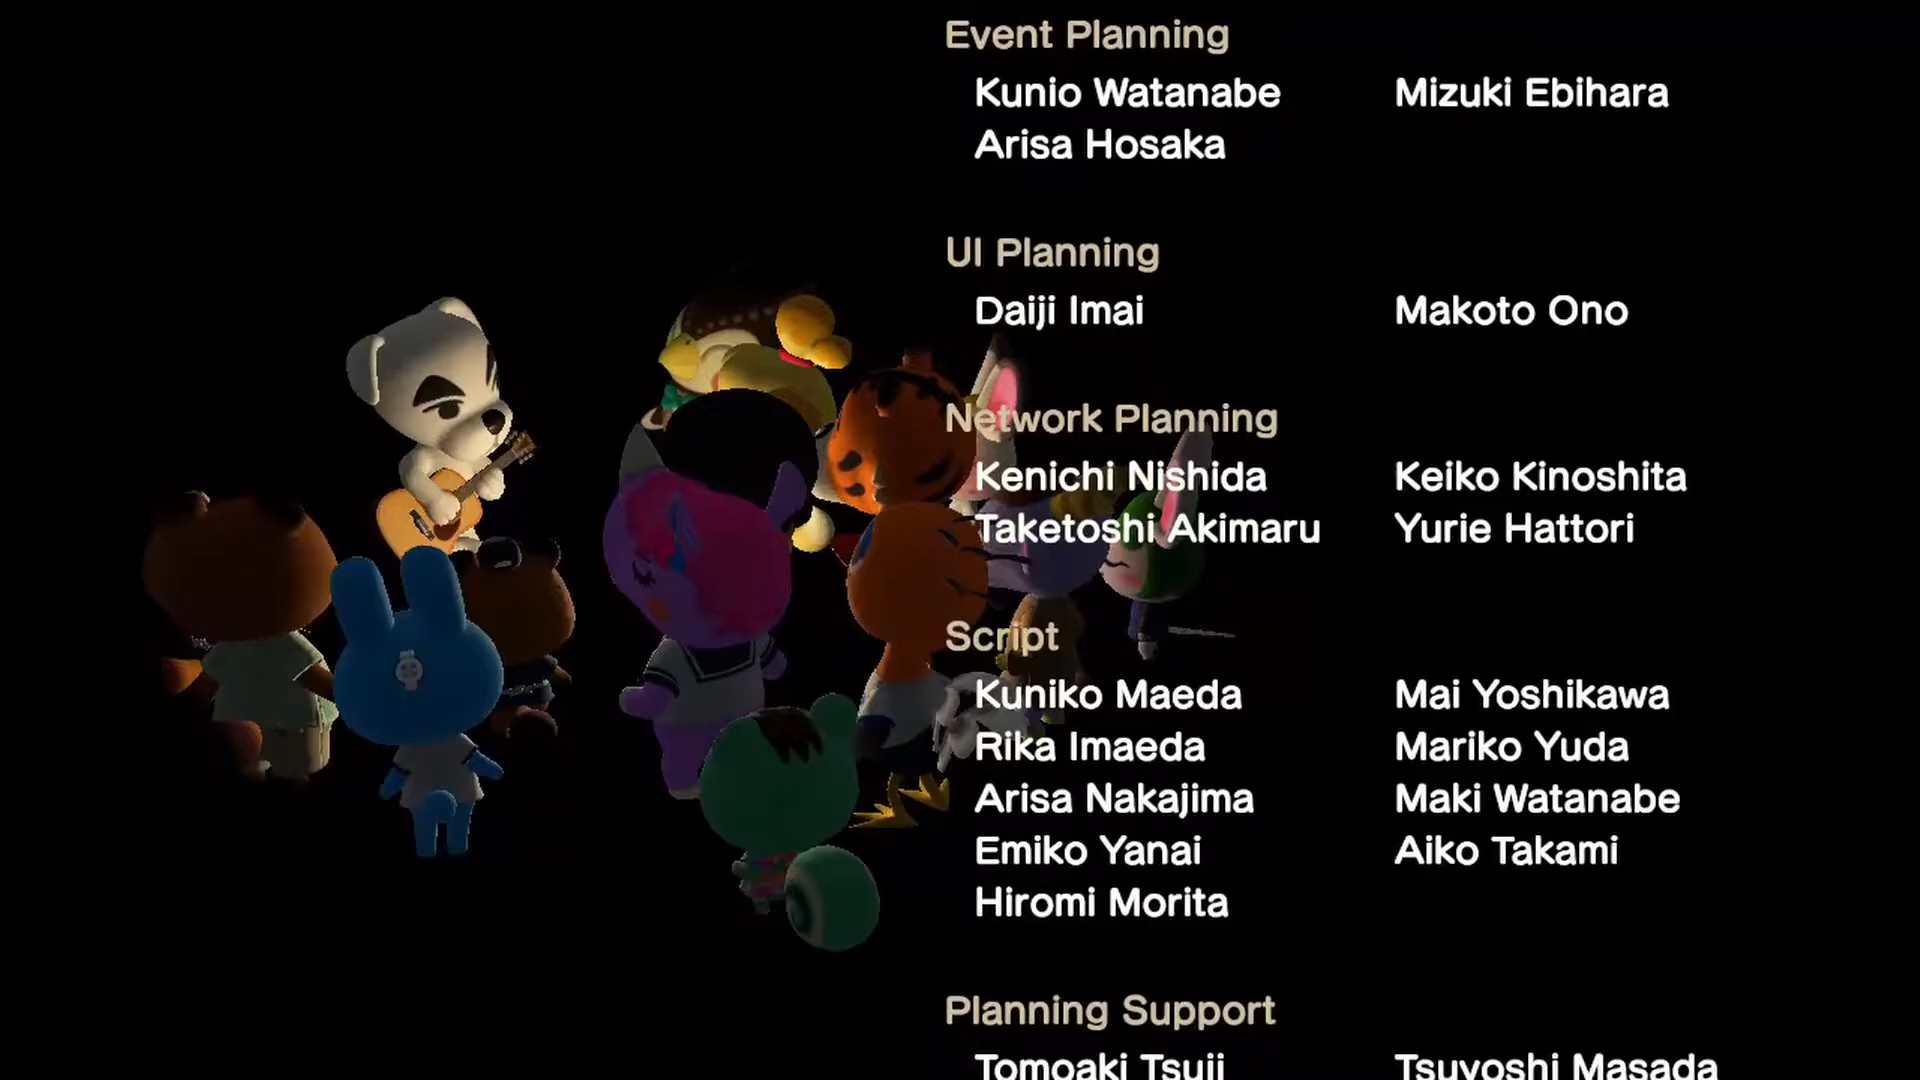 Event Planning
Kunio Watanabe Mizuki Ebihara
Arisa Hosaka
UI Planning
Daiji Imai Makoto Ono
Network Planning
Kenichi Nishida Keiko Kinoshita
Taketoshi Akimaru Yurie Hattori
Script
Kuniko Maeda Mai Yoshikawa
Rika Imaeda Mariko Yuda
Arisa Nakajima Maki Watanabe
Emiko Yanai Aiko Takami
Hiromi Morita
Planning Support
Tomoaki Tsuji Tsuyoshi Masada